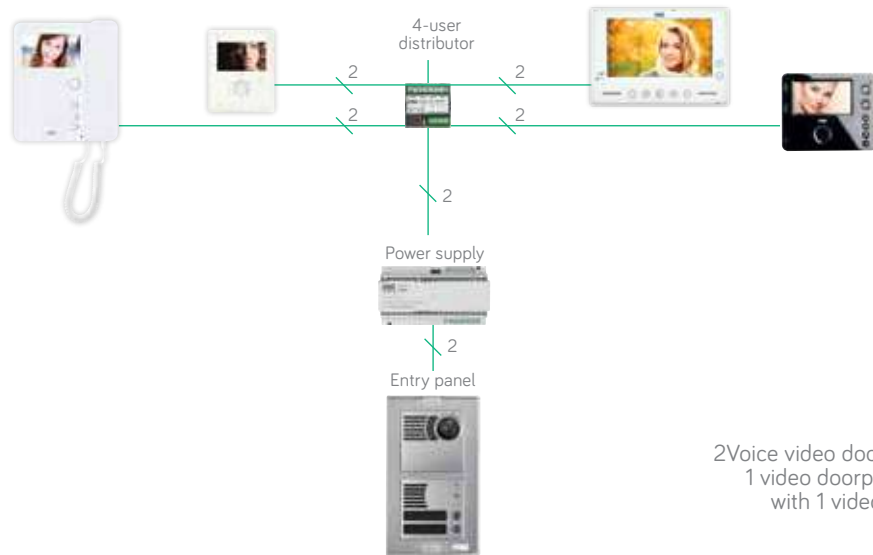 4-user
distributor
2
2
2
2
2
Power supply
2
Entry panel
2Voice video doo
1 video doorp
with 1 vide